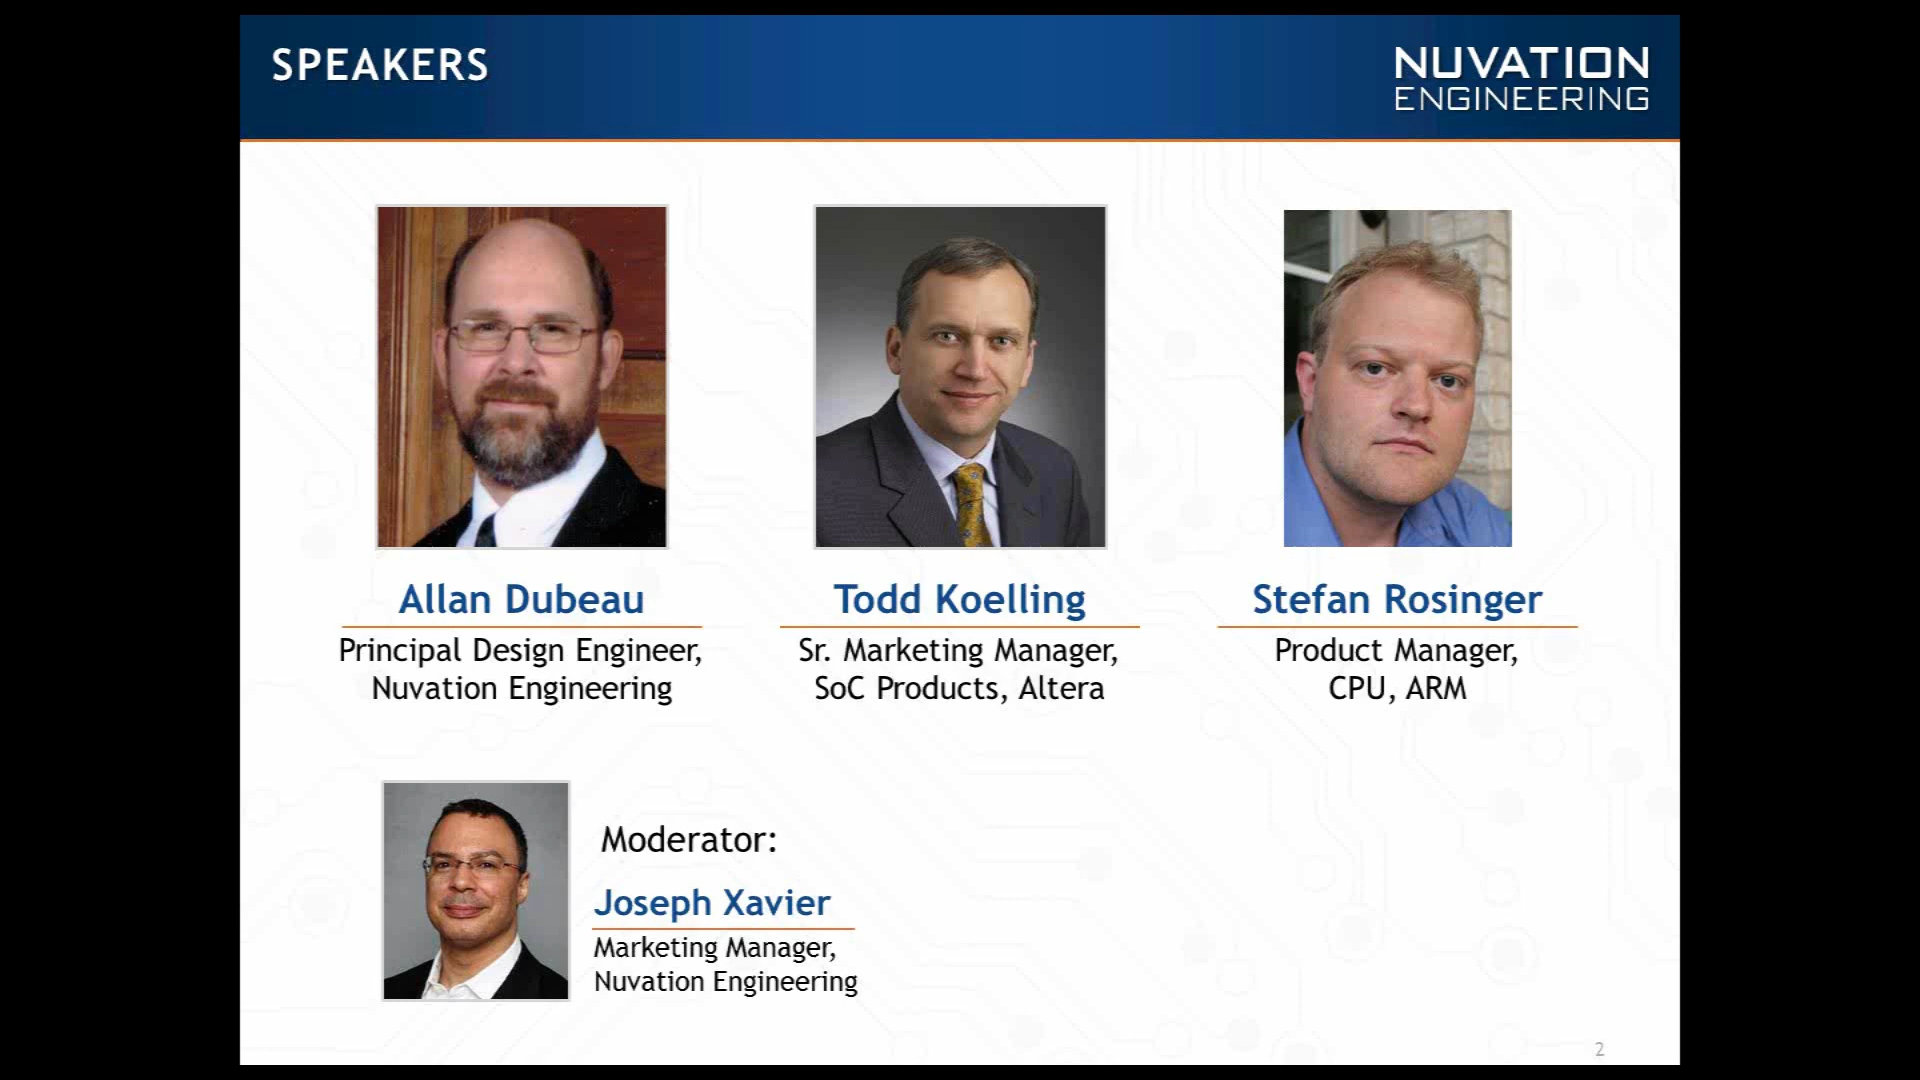 SPEAKERS
NUVATION
ENGINEERING
Allan Dubeau
Principal Design Engineer,
Nuvation Engineering
Todd Koelling
Sr. Marketing Manager,
SoC Products, Altera
Stefan Rosinger
Product Manager,
CPU, ARM
Moderator:
Joseph Xavier
Marketing Manager,
Nuvation Engineering
2